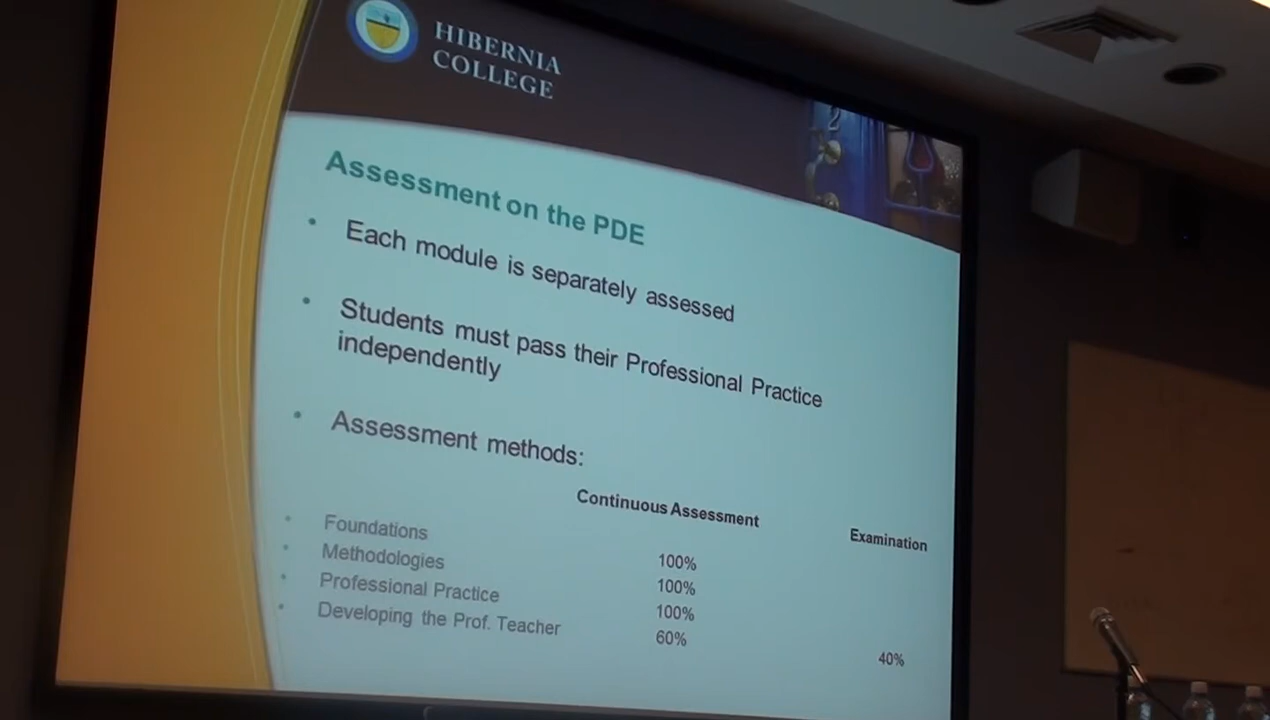 HIBERNIA
COLLEGE
2
Assessment on the PDE
• Each module is separately assessed
• Students must pass their Professional Practice
independently
• Assessment methods:
Continuous Assessment Examination
• Foundations 100%
• Methodologies 100%
• Professional Practice 100%
• Developing the Prof. Teacher 60% 40%